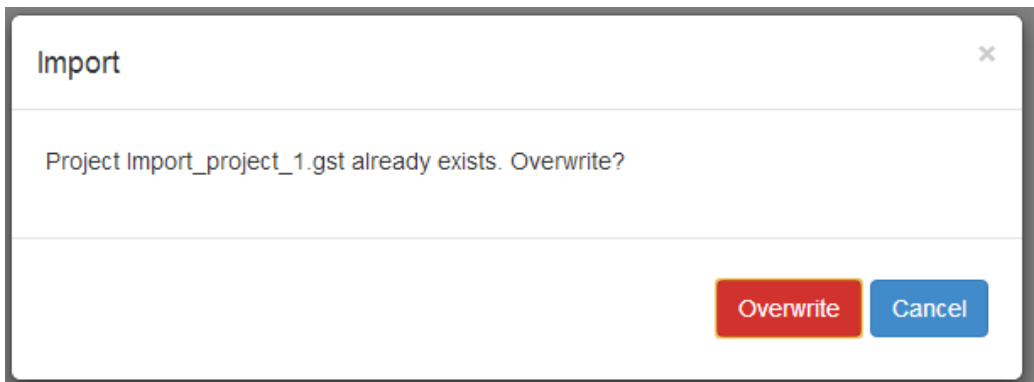 Import
×
Project Import_project_1.gst already exists. Overwrite?
Overwrite Cancel